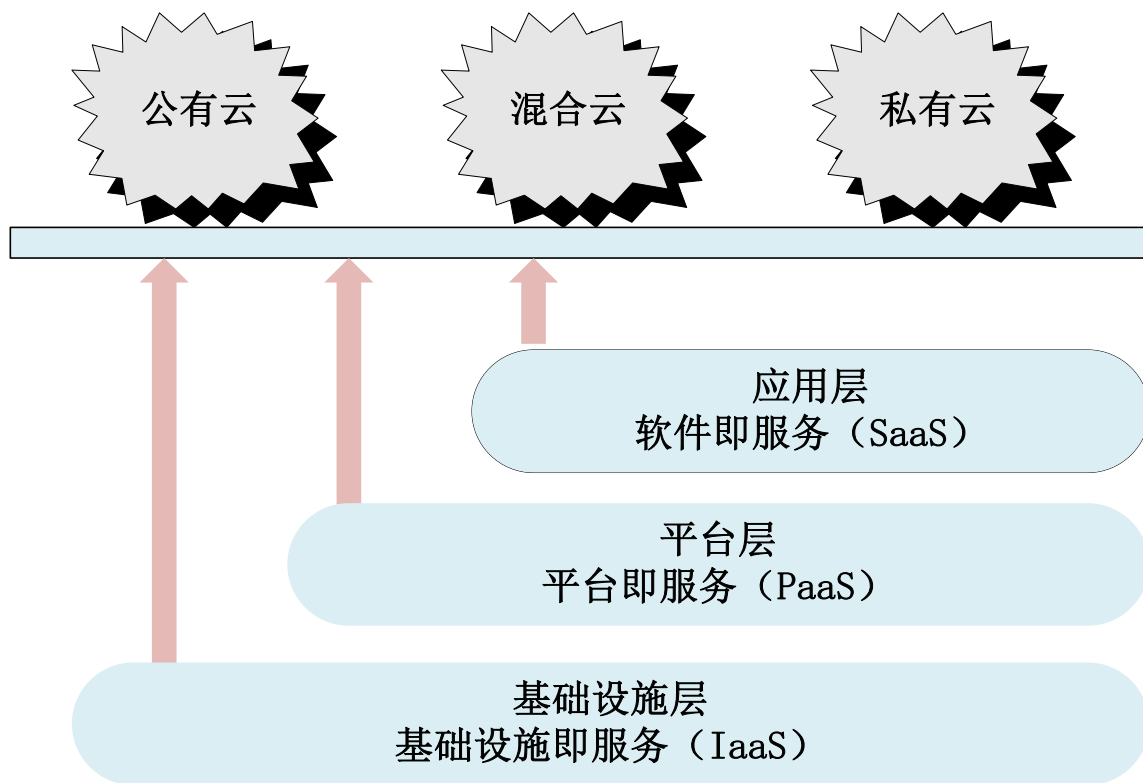 公有云
混合云
私有云
应用层
软件即服务（SaaS）
平台层
平台即服务（PaaS）
基础设施层
基础设施即服务（IaaS）